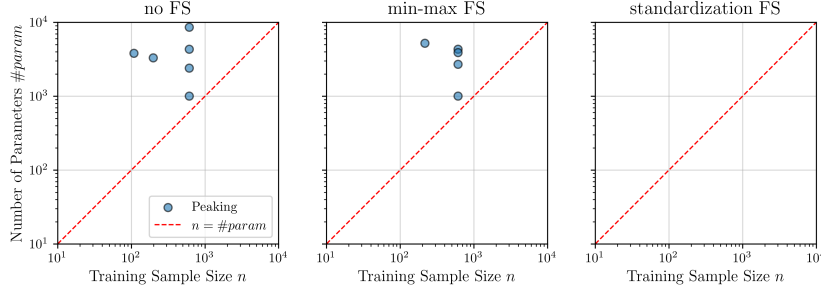 no FS
min-max FS
standardization FS
Number of Parameters #param
10^4
10^3
10^2
10^1
Peaking
n = #param
10^1 10^2 10^3 10^4
10^1 10^2 10^3 10^4
10^1 10^2 10^3
Training Sample Size n
Training Sample Size n
Training Sample Size n